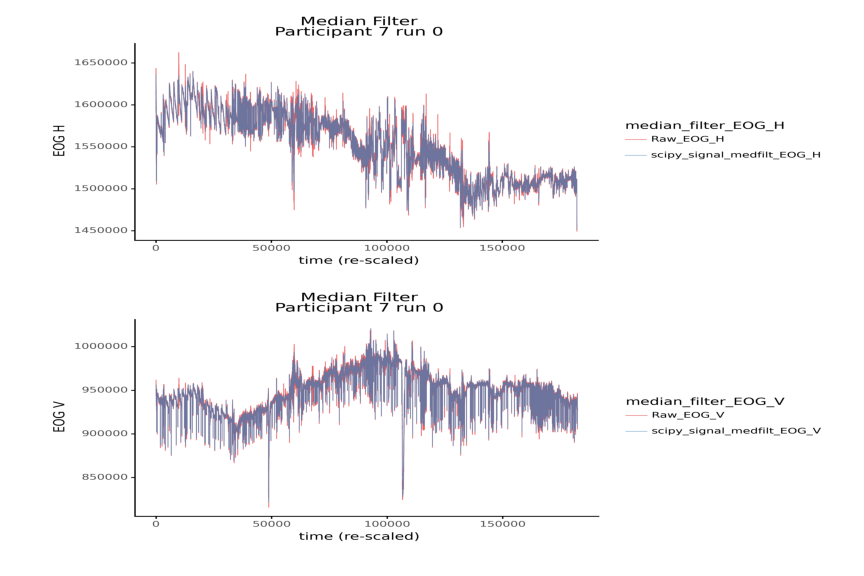 Median Filter
Participant 7 run 0
1650000
1600000
1550000
1500000
1450000
EOG H
0 50000 100000 150000
time (re-scaled)
median_filter_EOG_H
Raw_EOG_H
scipy_signal_medfilt_EOG_H
Median Filter
Participant 7 run 0
1000000
950000
900000
850000
EOG V
0 50000 100000 150000
time (re-scaled)
median_filter_EOG_V
Raw_EOG_V
scipy_signal_medfilt_EOG_V